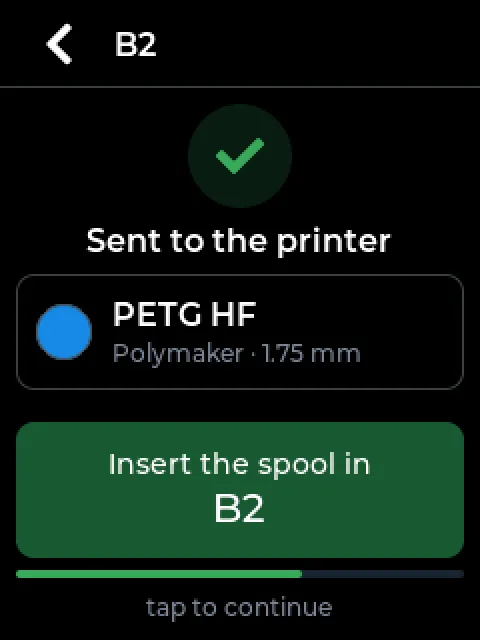 B2
Sent to the printer
PETG HF
Polymaker · 1.75 mm
Insert the spool in
B2
tap to continue